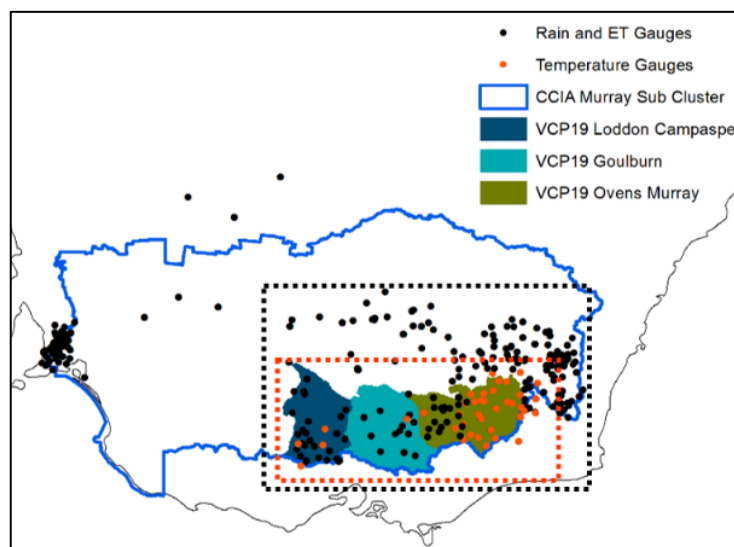 Rain and ET Gauges
Temperature Gauges
CCIA Murray Sub Cluster
VCP19 Loddon Campaspe
VCP19 Goulburn
VCP19 Ovens Murray